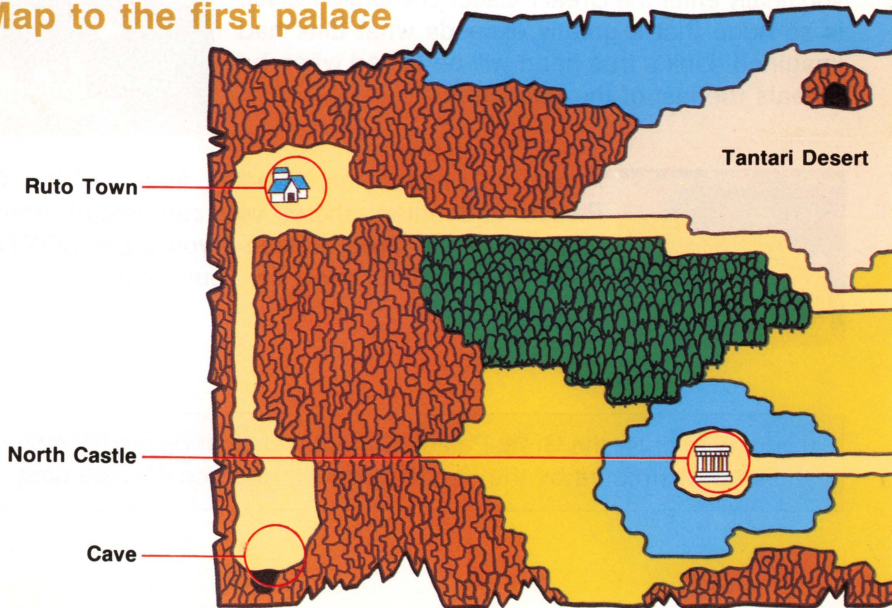 Map to the first palace
Tantari Desert
Ruto Town
North Castle
Cave